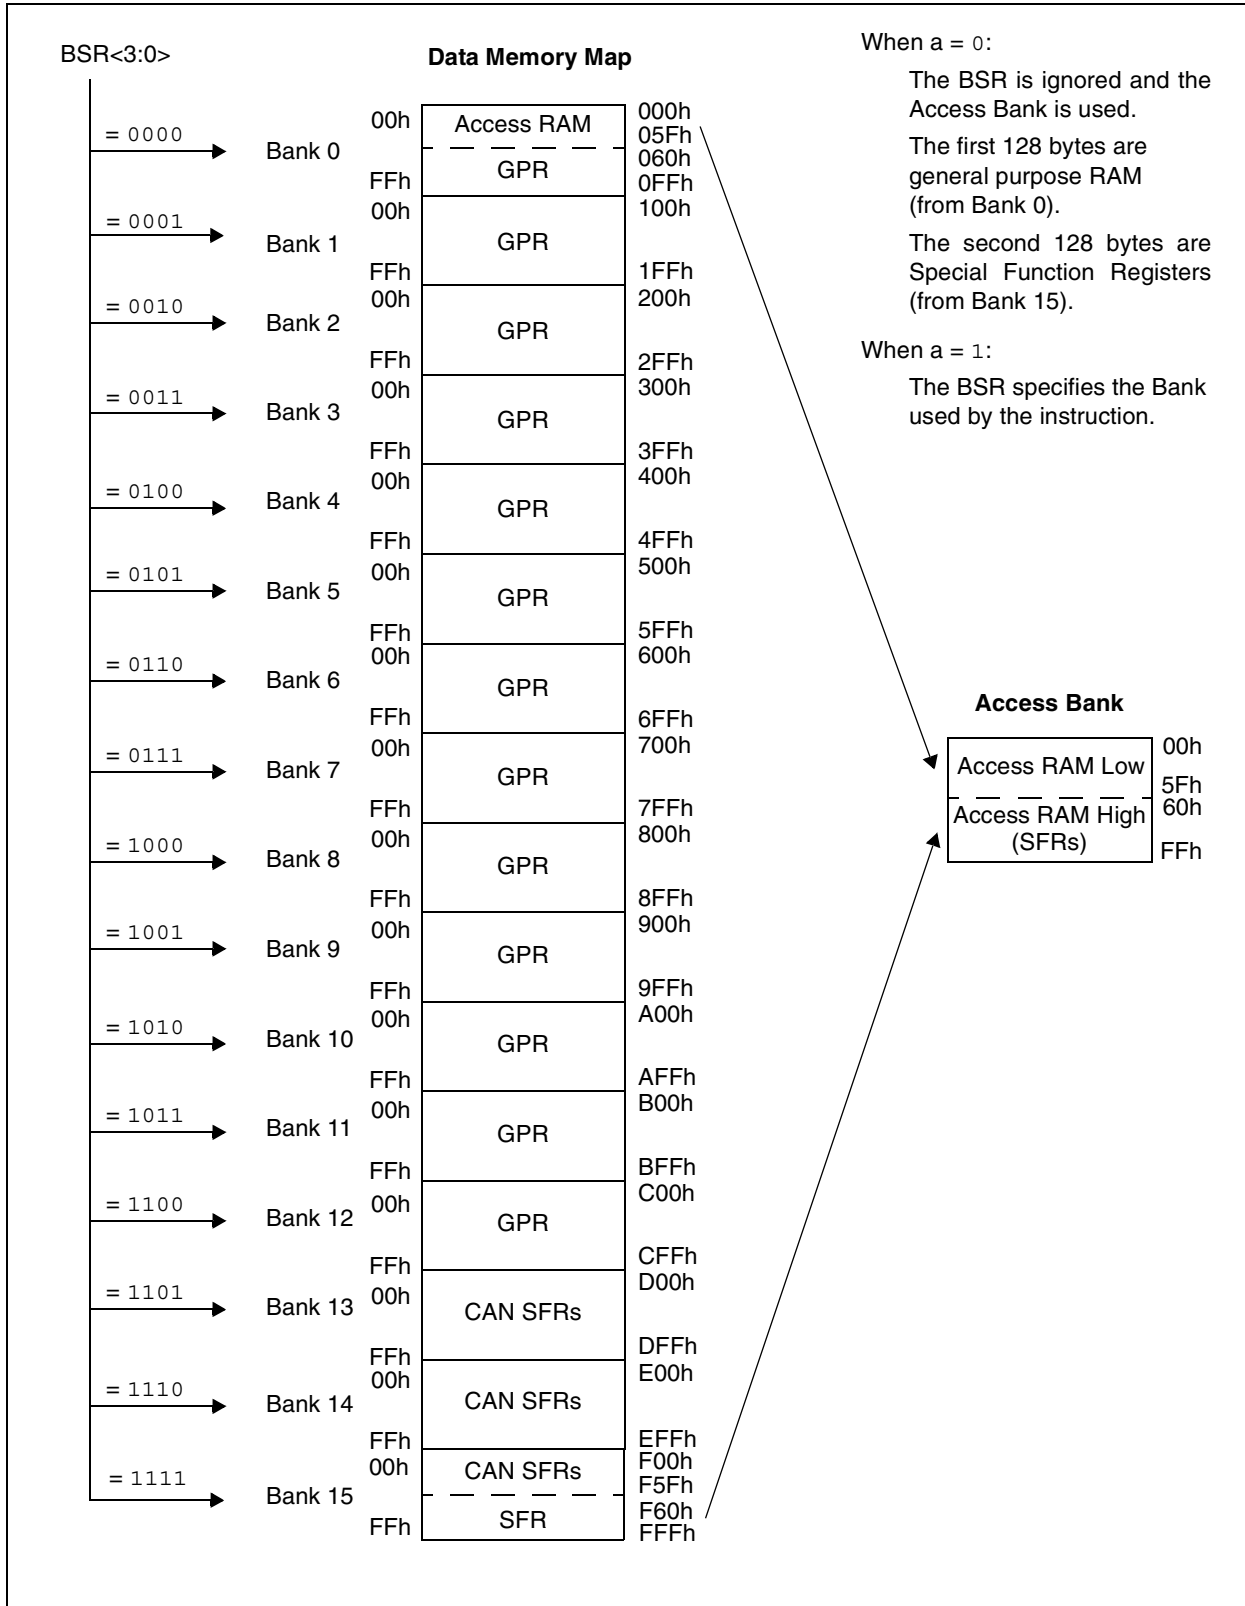 BSR<3:0>
Data Memory Map
When a = 0:
The BSR is ignored and the
Access Bank is used.
The first 128 bytes are
general purpose RAM
(from Bank 0).
The second 128 bytes are
Special Function Registers
(from Bank 15).
When a = 1:
The BSR specifies the Bank
used by the instruction.
= 0000
Bank 0
00h
Access RAM
000h
05Fh
060h
FFh
GPR
0FFh
= 0001
Bank 1
00h
GPR
100h
FFh
1FFh
= 0010
Bank 2
00h
GPR
200h
FFh
2FFh
= 0011
Bank 3
00h
GPR
300h
FFh
3FFh
= 0100
Bank 4
00h
GPR
400h
FFh
4FFh
= 0101
Bank 5
00h
GPR
500h
FFh
5FFh
= 0110
Bank 6
00h
GPR
600h
FFh
6FFh
= 0111
Bank 7
00h
GPR
700h
FFh
7FFh
= 1000
Bank 8
00h
GPR
800h
FFh
8FFh
= 1001
Bank 9
00h
GPR
900h
FFh
9FFh
= 1010
Bank 10
00h
GPR
A00h
FFh
AFFh
= 1011
Bank 11
00h
GPR
B00h
FFh
BFFh
= 1100
Bank 12
00h
GPR
C00h
FFh
CFFh
= 1101
Bank 13
00h
CAN SFRs
D00h
FFh
DFFh
= 1110
Bank 14
00h
CAN SFRs
E00h
FFh
EFFh
= 1111
Bank 15
00h
CAN SFRs
F00h
F5Fh
F60h
FFh
SFR
FFFh
Access Bank
Access RAM Low
00h
5Fh
60h
Access RAM High
(SFRs)
FFh